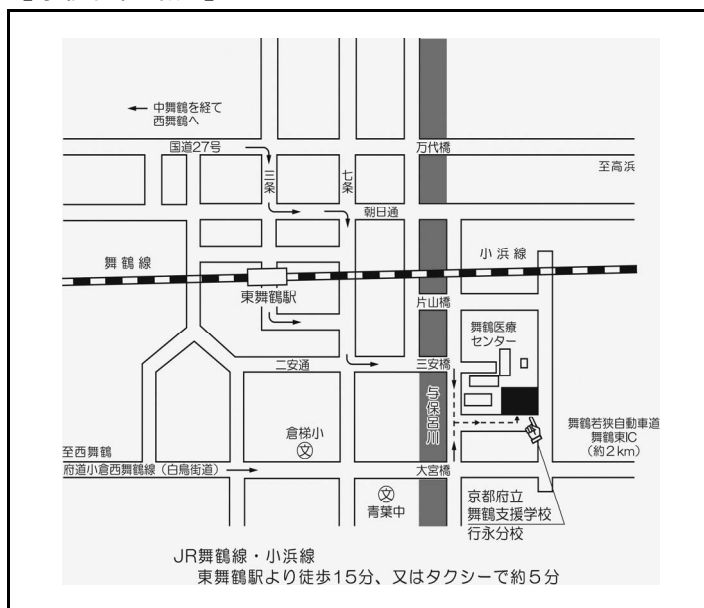 中舞鶴を経て
西舞鶴へ
国道27号
万代橋
至高浜
三条
七条
朝日通
舞鶴線
小浜線
東舞鶴駅
片山橋
舞鶴医療
センター
二安通
三安橋
与保呂川
倉梯小
文
舞鶴若狭自動車道
舞鶴東IC
(約2km)
至西舞鶴
府道小倉西舞鶴線(白鳥街道)
大宮橋
文
青葉中
京都府立
舞鶴支援学校
行永分校
JR舞鶴線・小浜線
東舞鶴駅より徒歩15分、又はタクシーで約5分